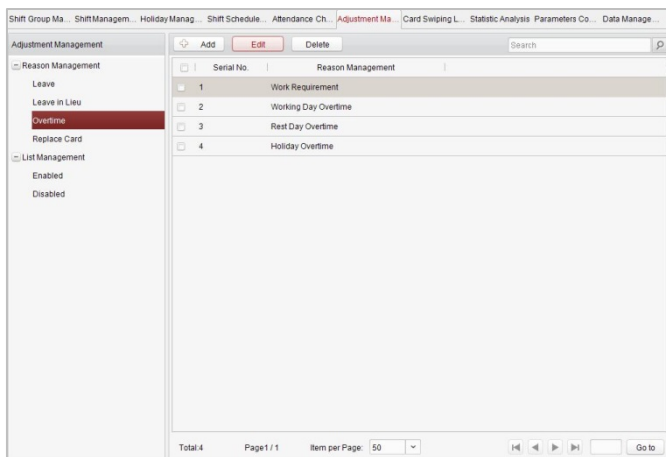 Shift Group Ma... Shift Managem... Holiday Manag... Shift Schedule... Attendance Ch... Adjustment Ma... Card Swiping L... Statistic Analysis Parameters Co... Data Manage...
Adjustment Management
Add Edit Delete Search
Reason Management
Leave
Leave in Lieu
Overtime
Replace Card
List Management
Enabled
Disabled
Serial No. Reason Management
1 Work Requirement
2 Working Day Overtime
3 Rest Day Overtime
4 Holiday Overtime
Total:4 Page1 / 1 Item per Page: 50 Go to